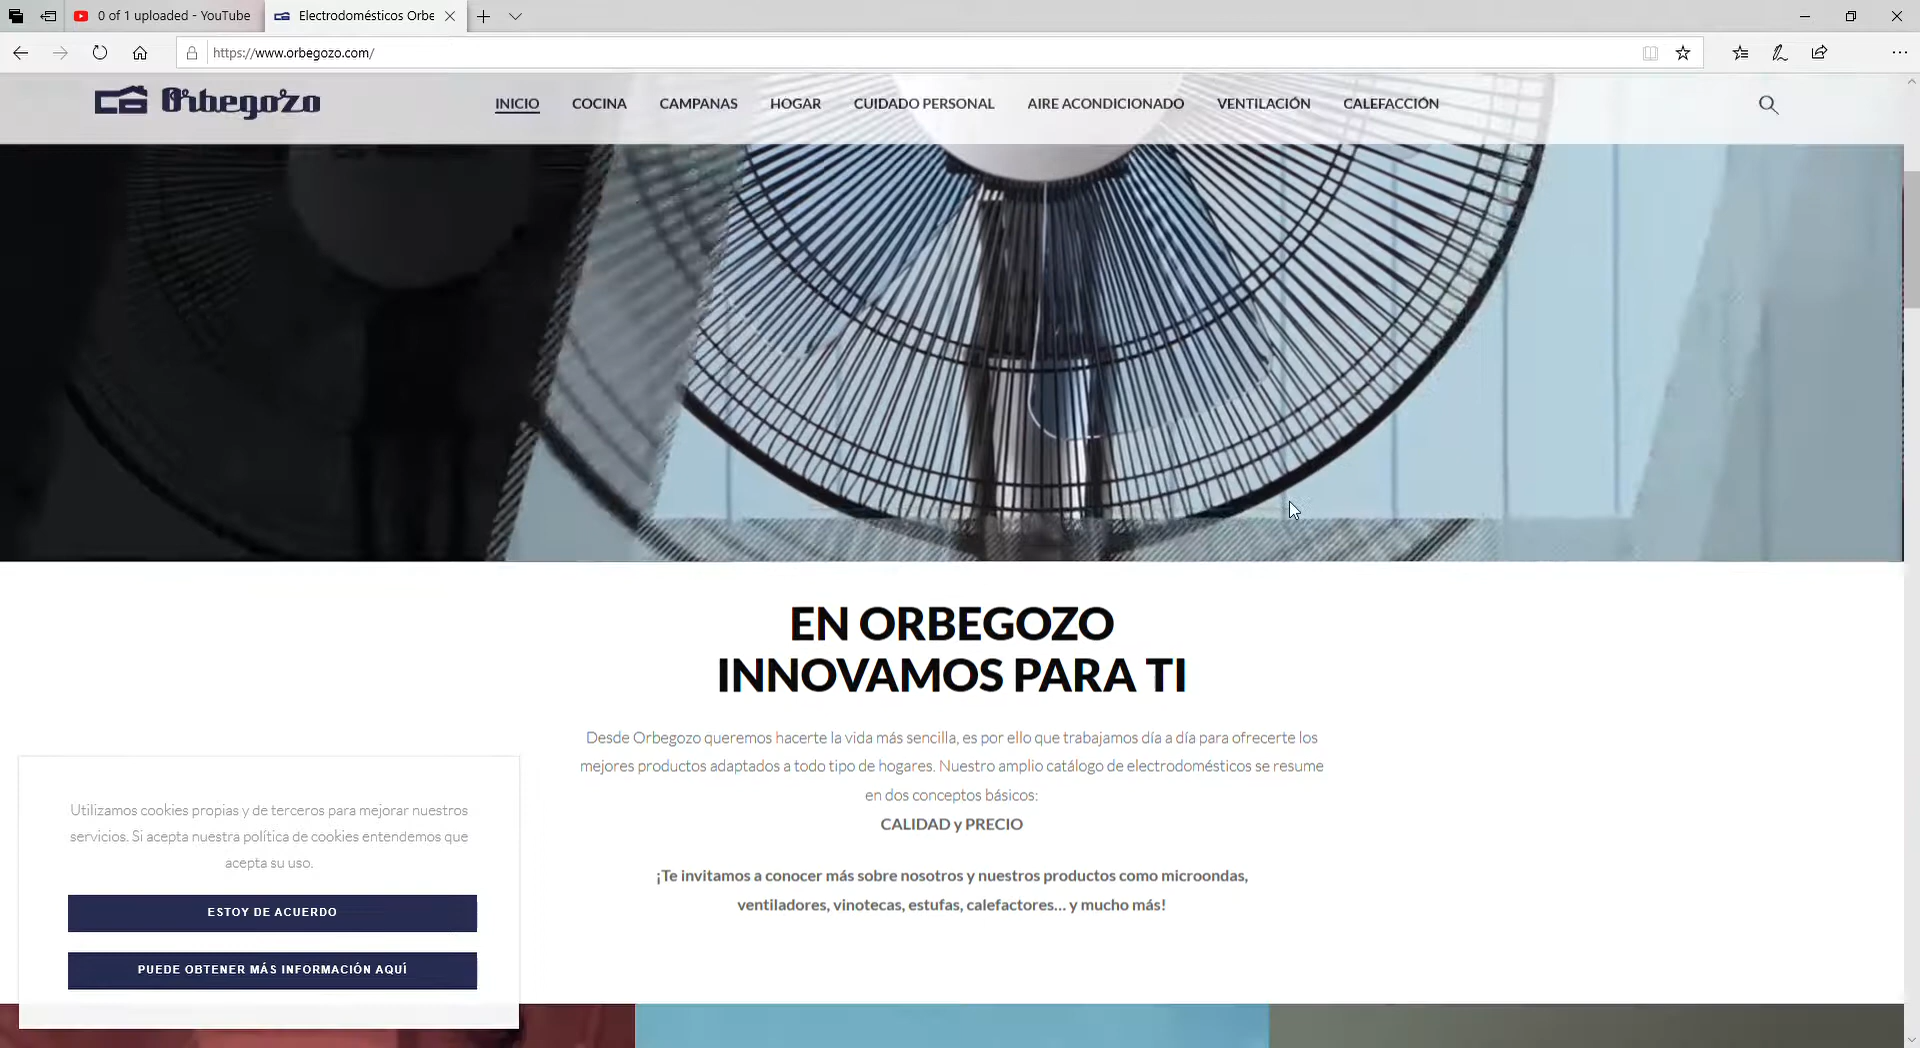 0 of 1 uploaded - YouTube
Electrodomésticos Orbe
https://www.orbegozo.com/
Orbegozo
INICIO
COCINA
CAMPANAS
HOGAR
CUIDADO PERSONAL
AIRE ACONDICIONADO
VENTILACIÓN
CALEFACCIÓN
EN ORBEGOZO
INNOVAMOS PARA TI
Desde Orbegozo queremos hacerte la vida más sencilla, es por ello que trabajamos día a día para ofrecerte los
mejores productos adaptados a todo tipo de hogares. Nuestro amplio catálogo de electrodomésticos se resume
en dos conceptos básicos:
CALIDAD y PRECIO
¡Te invitamos a conocer más sobre nosotros y nuestros productos como microondas,
ventiladores, vinotecas, estufas, calefactores... y mucho más!
Utilizamos cookies propias y de terceros para mejorar nuestros
servicios. Si acepta nuestra política de cookies entendemos que
acepta su uso.
ESTOY DE ACUERDO
PUEDE OBTENER MÁS INFORMACIÓN AQUÍ